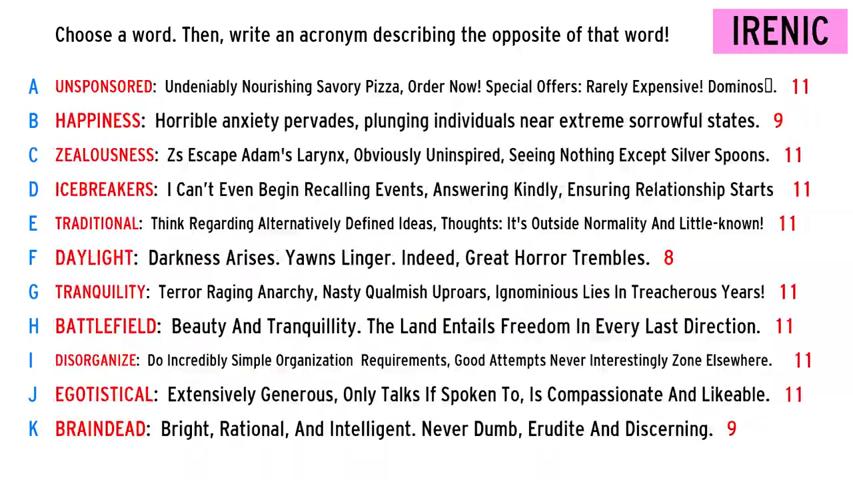 Choose a word. Then, write an acronym describing the opposite of that word!
IRENIC
A UNSPONSORED: Undeniably Nourishing Savory Pizza, Order Now! Special Offers: Rarely Expensive! Dominos▯. 11
B HAPPINESS: Horrible anxiety pervades, plunging individuals near extreme sorrowful states. 9
C ZEALOUSNESS: Zs Escape Adam's Larynx, Obviously Uninspired, Seeing Nothing Except Silver Spoons. 11
D ICEBREAKERS: I Can't Even Begin Recalling Events, Answering Kindly, Ensuring Relationship Starts 11
E TRADITIONAL: Think Regarding Alternatively Defined Ideas, Thoughts: It's Outside Normality And Little-known! 11
F DAYLIGHT: Darkness Arises. Yawns Linger. Indeed, Great Horror Trembles. 8
G TRANQUILITY: Terror Raging Anarchy, Nasty Qualmish Uproars, Ignominious Lies In Treacherous Years! 11
H BATTLEFIELD: Beauty And Tranquillity. The Land Entails Freedom In Every Last Direction. 11
I DISORGANIZE: Do Incredibly Simple Organization Requirements, Good Attempts Never Interestingly Zone Elsewhere. 11
J EGOTISTICAL: Extensively Generous, Only Talks If Spoken To, Is Compassionate And Likeable. 11
K BRAINDEAD: Bright, Rational, And Intelligent. Never Dumb, Erudite And Discerning. 9